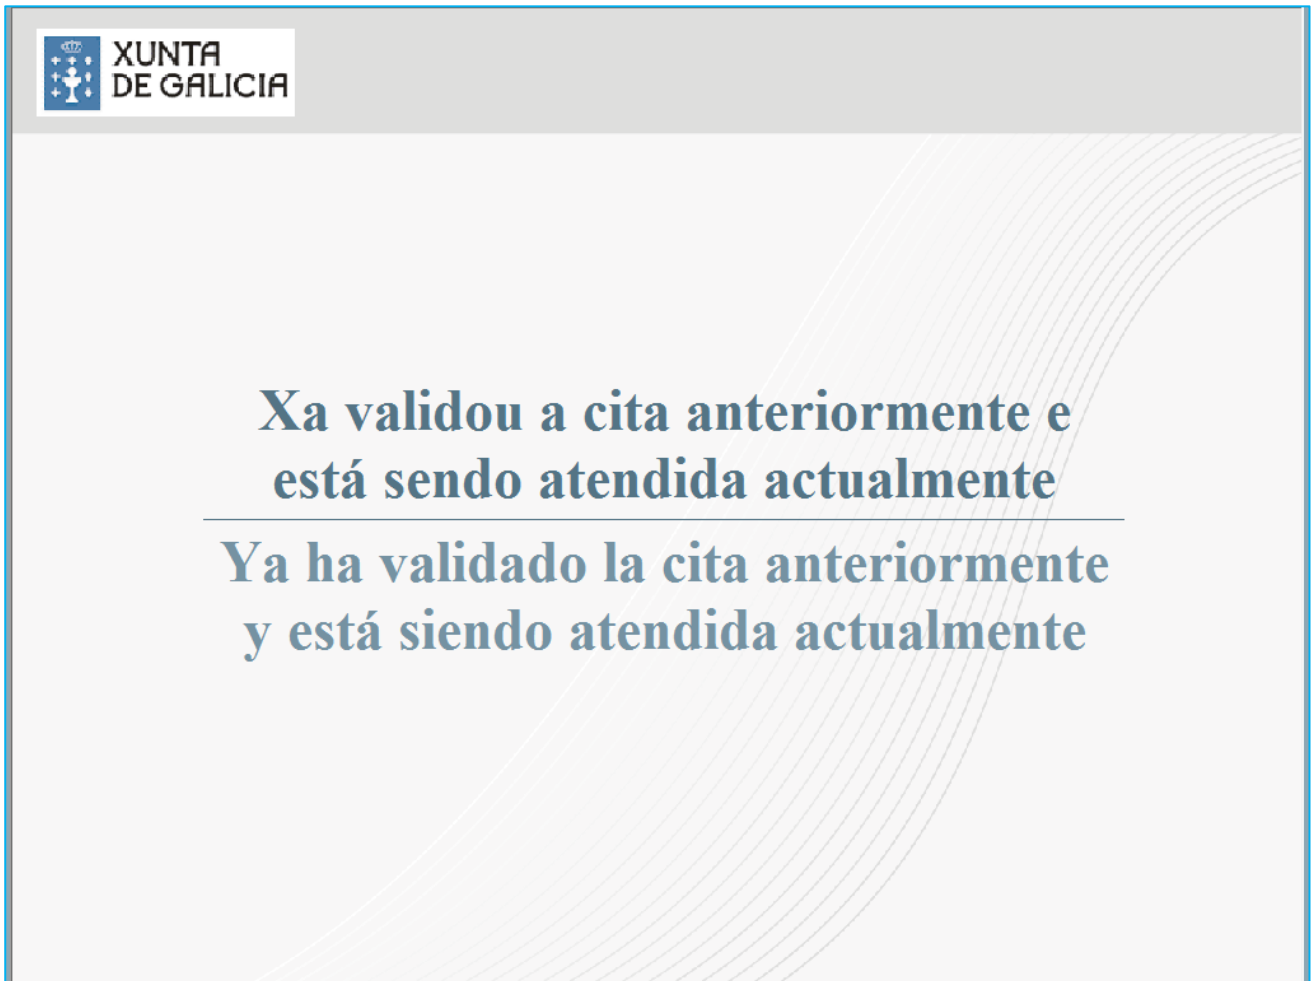 XUNTA
DE GALICIA
Xa validou a cita anteriormente e
está sendo atendida actualmente
Ya ha validado la cita anteriormente
y está siendo atendida actualmente